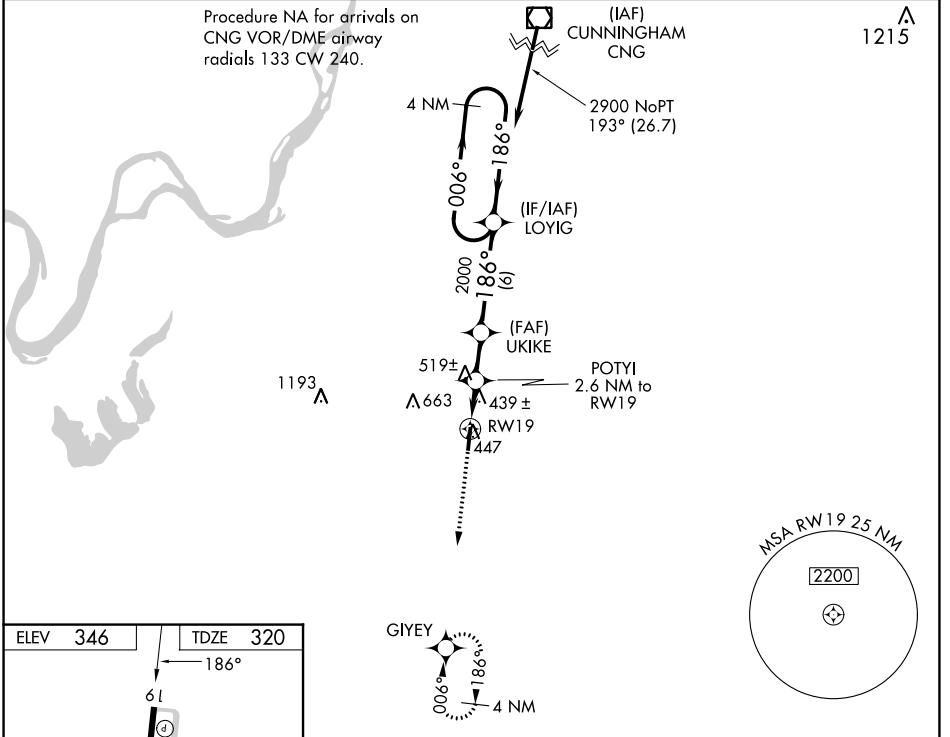 Procedure NA for arrivals on
CNG VOR/DME airway
radials 133 CW 240.
(IAF)
CUNNINGHAM
CNG
1215
2900 NoPT
193° (26.7)
4 NM
186°
006°
(IF/IAF)
LOYIG
2000
186°
(6)
(FAF)
UKIKE
519±
POTYI
2.6 NM to
RW19
1193
663
439 ±
RW19
447
MSA RW19 25 NM
2200
ELEV 346
TDZE 320
186°
19
P
GIYEY
006°
186°
4 NM